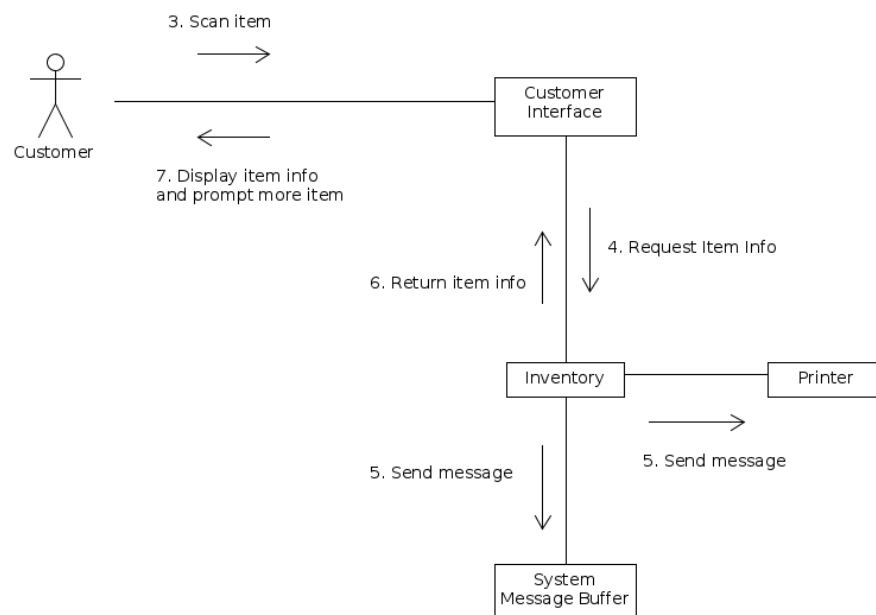 3. Scan item
Customer
Interface
Customer
7. Display item info
and prompt more item
4. Request Item Info
6. Return item info
Inventory
Printer
5. Send message
5. Send message
System
Message Buffer